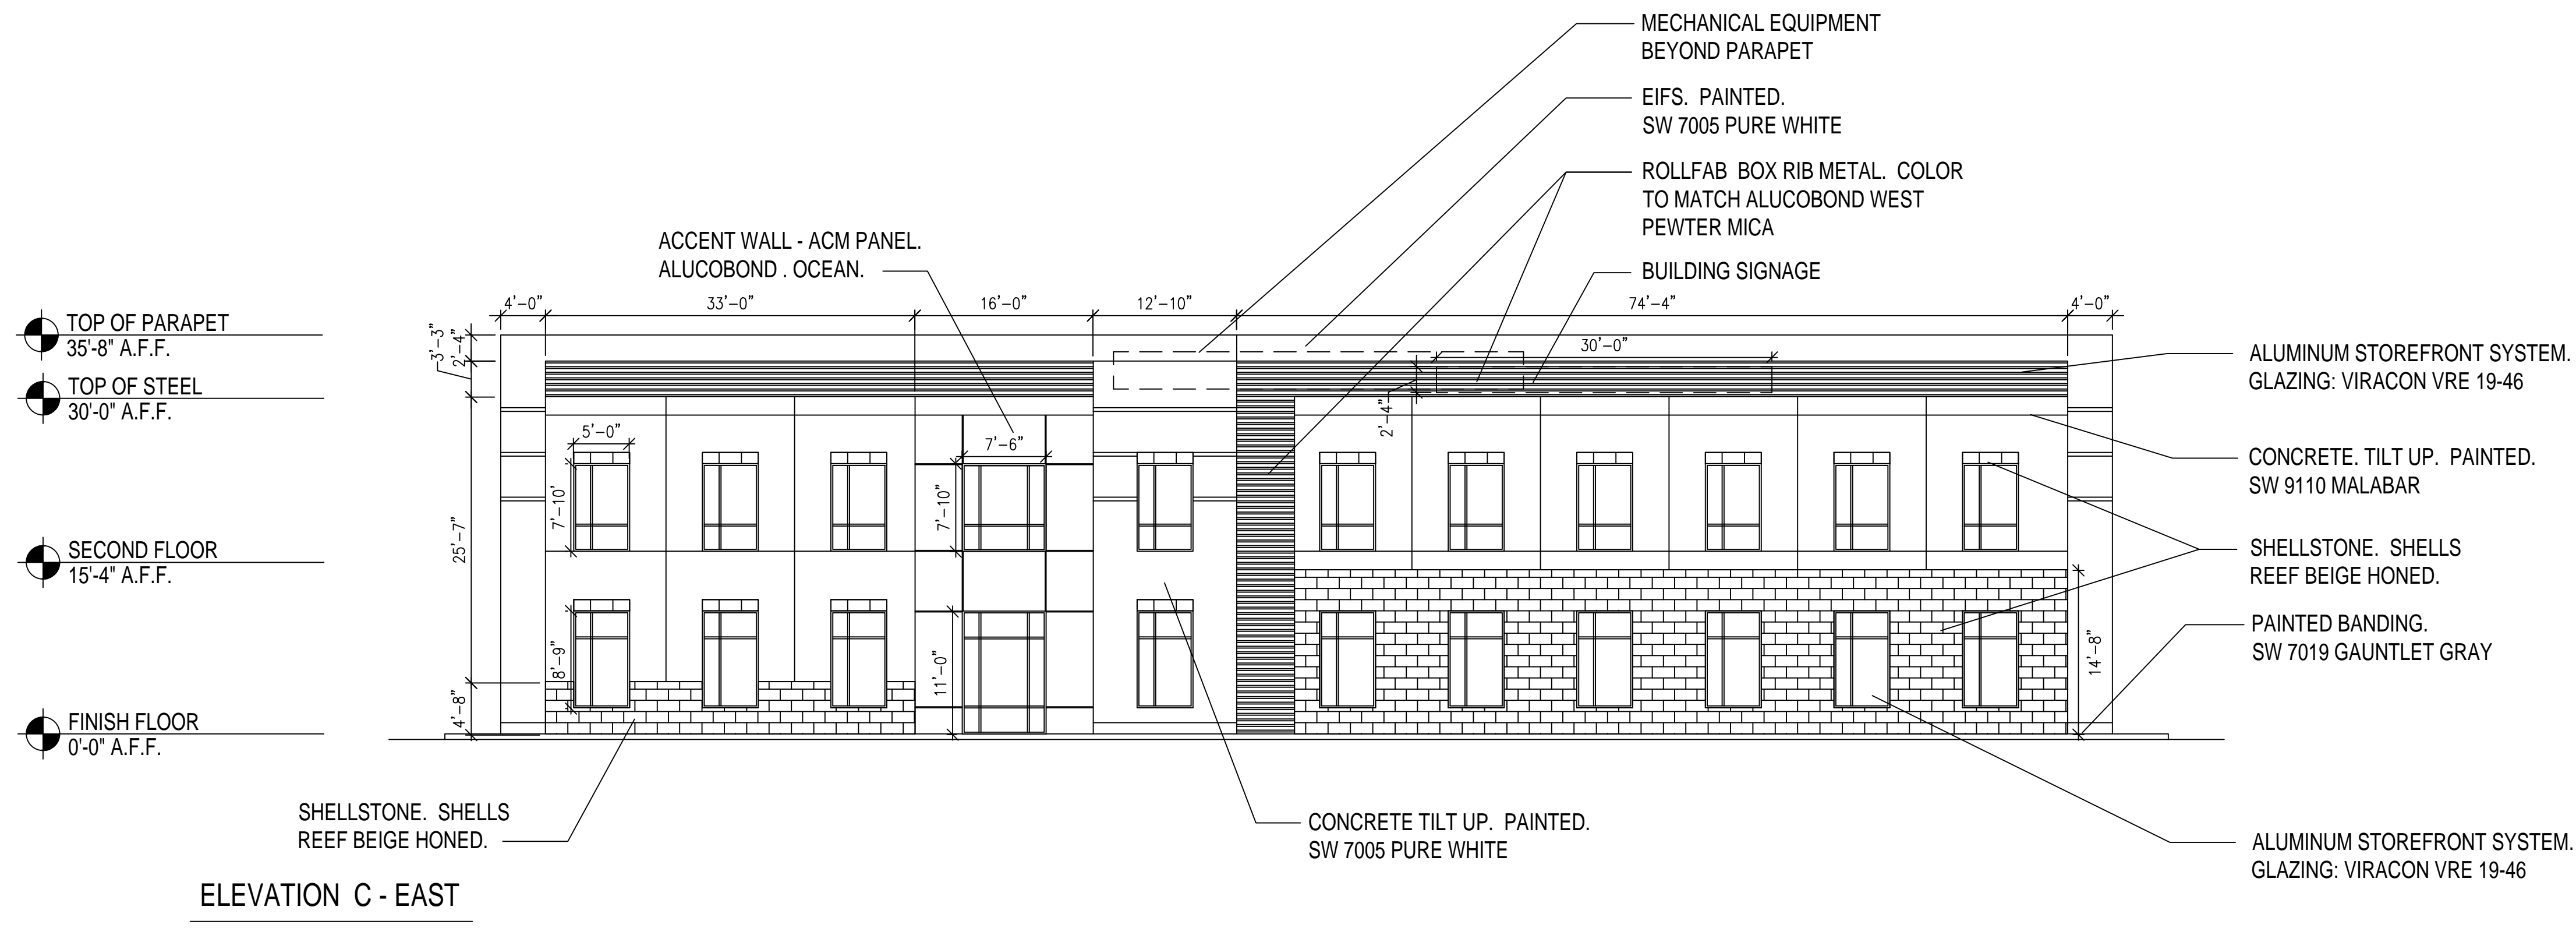 MECHANICAL EQUIPMENT
BEYOND PARAPET
EIFS. PAINTED.
SW 7005 PURE WHITE
ROLLFAB BOX RIB METAL. COLOR
TO MATCH ALUCOBOND WEST
PEWTER MICA
BUILDING SIGNAGE
ACCENT WALL - ACM PANEL.
ALUCOBOND . OCEAN.
4'-0"
33'-0"
16'-0"
12'-10"
74'-4"
4'-0"
TOP OF PARAPET
35'-8" A.F.F.
3'-3"
2'-4"
30'-0"
2'-4"
TOP OF STEEL
30'-0" A.F.F.
ALUMINUM STOREFRONT SYSTEM.
GLAZING: VIRACON VRE 19-46
5'-0"
7'-6"
7'-10'
7'-10"
CONCRETE. TILT UP. PAINTED.
SW 9110 MALABAR
SECOND FLOOR
15'-4" A.F.F.
25'-7"
SHELLSTONE. SHELLS
REEF BEIGE HONED.
PAINTED BANDING.
SW 7019 GAUNTLET GRAY
8'-9"
11'-0"
14'-8"
4'-8"
FINISH FLOOR
0'-0" A.F.F.
SHELLSTONE. SHELLS
REEF BEIGE HONED.
CONCRETE TILT UP. PAINTED.
SW 7005 PURE WHITE
ALUMINUM STOREFRONT SYSTEM.
GLAZING: VIRACON VRE 19-46
ELEVATION C - EAST